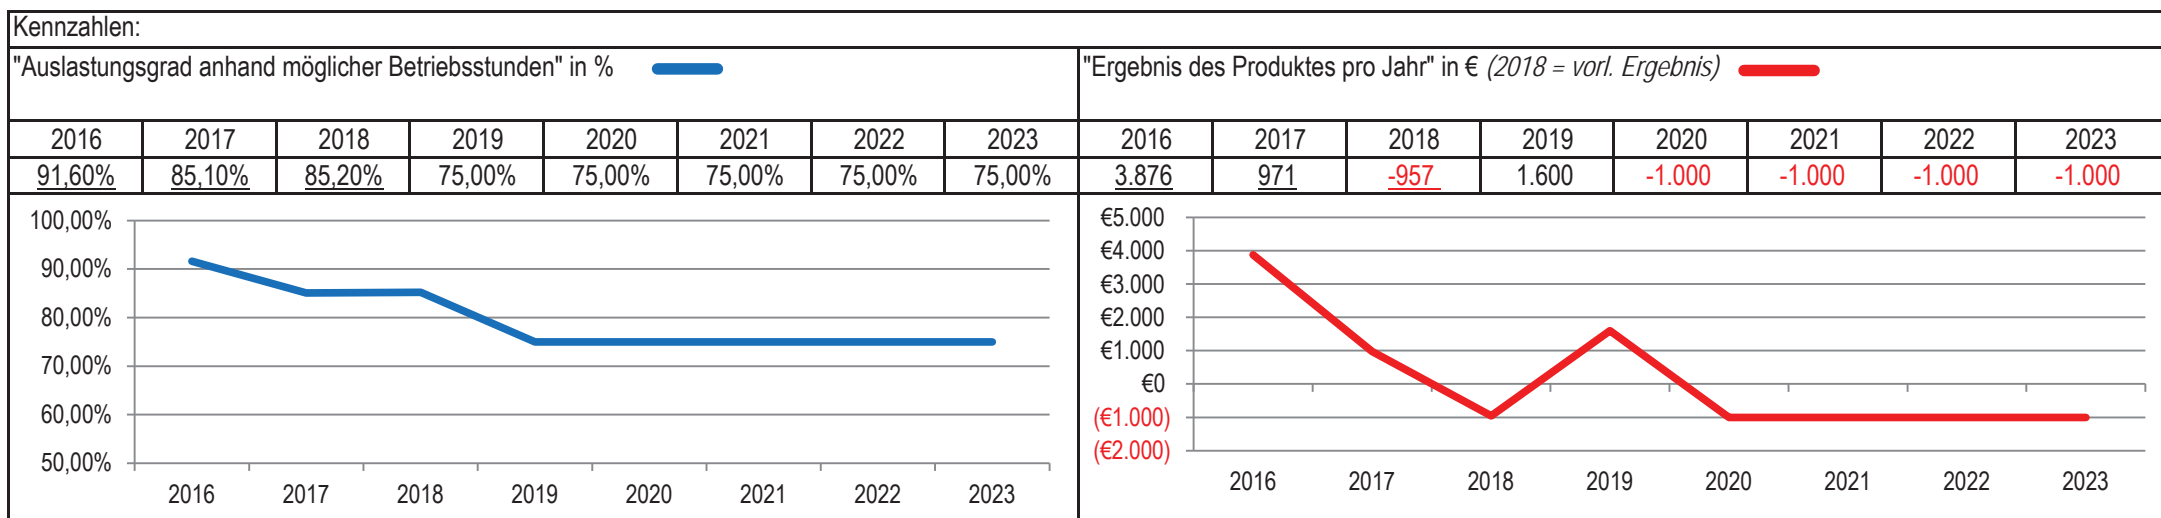 Kennzahlen:
"Auslastungsgrad anhand möglicher Betriebsstunden" in %
"Ergebnis des Produktes pro Jahr" in € (2018 = vorl. Ergebnis)
2016 2017 2018 2019 2020 2021 2022 2023 2016 2017 2018 2019 2020 2021 2022 2023
91,60% 85,10% 85,20% 75,00% 75,00% 75,00% 75,00% 75,00% 3.876 971 -957 1.600 -1.000 -1.000 -1.000 -1.000
100,00%
90,00%
80,00%
70,00%
60,00%
50,00%
2016 2017 2018 2019 2020 2021 2022 2023
€5.000
€4.000
€3.000
€2.000
€1.000
€0
(€1.000)
(€2.000)
2016 2017 2018 2019 2020 2021 2022 2023